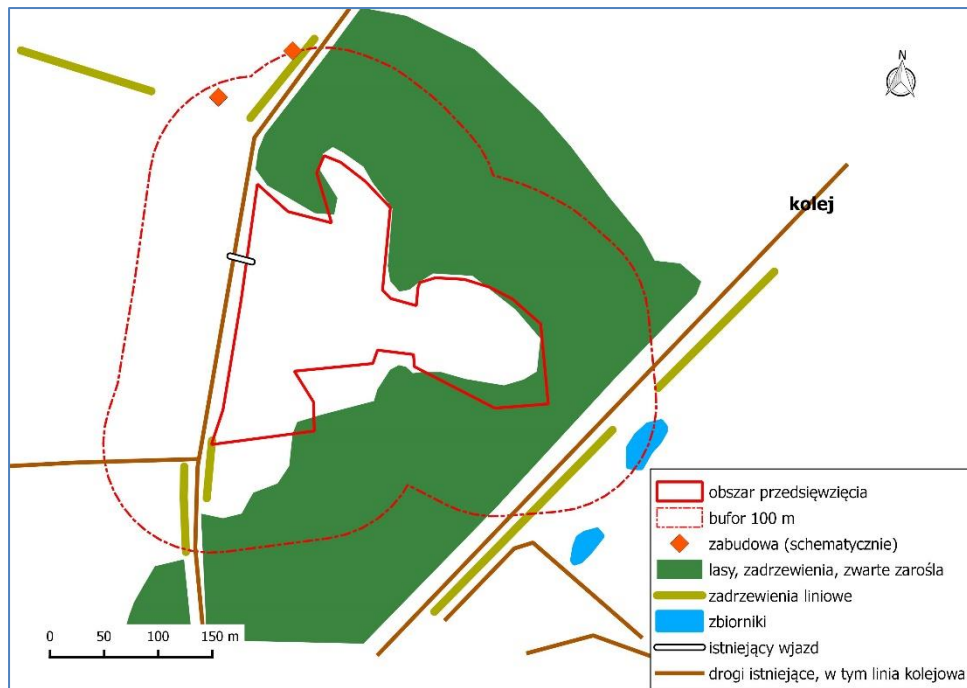 N
kolej
obszar przedsięwzięcia
bufor 100 m
zabudowa (schematycznie)
lasy, zadrzewienia, zwarte zarośla
zadrzewienia liniowe
zbiorniki
istniejący wjazd
drogi istniejące, w tym linia kolejowa
0 50 100 150 m